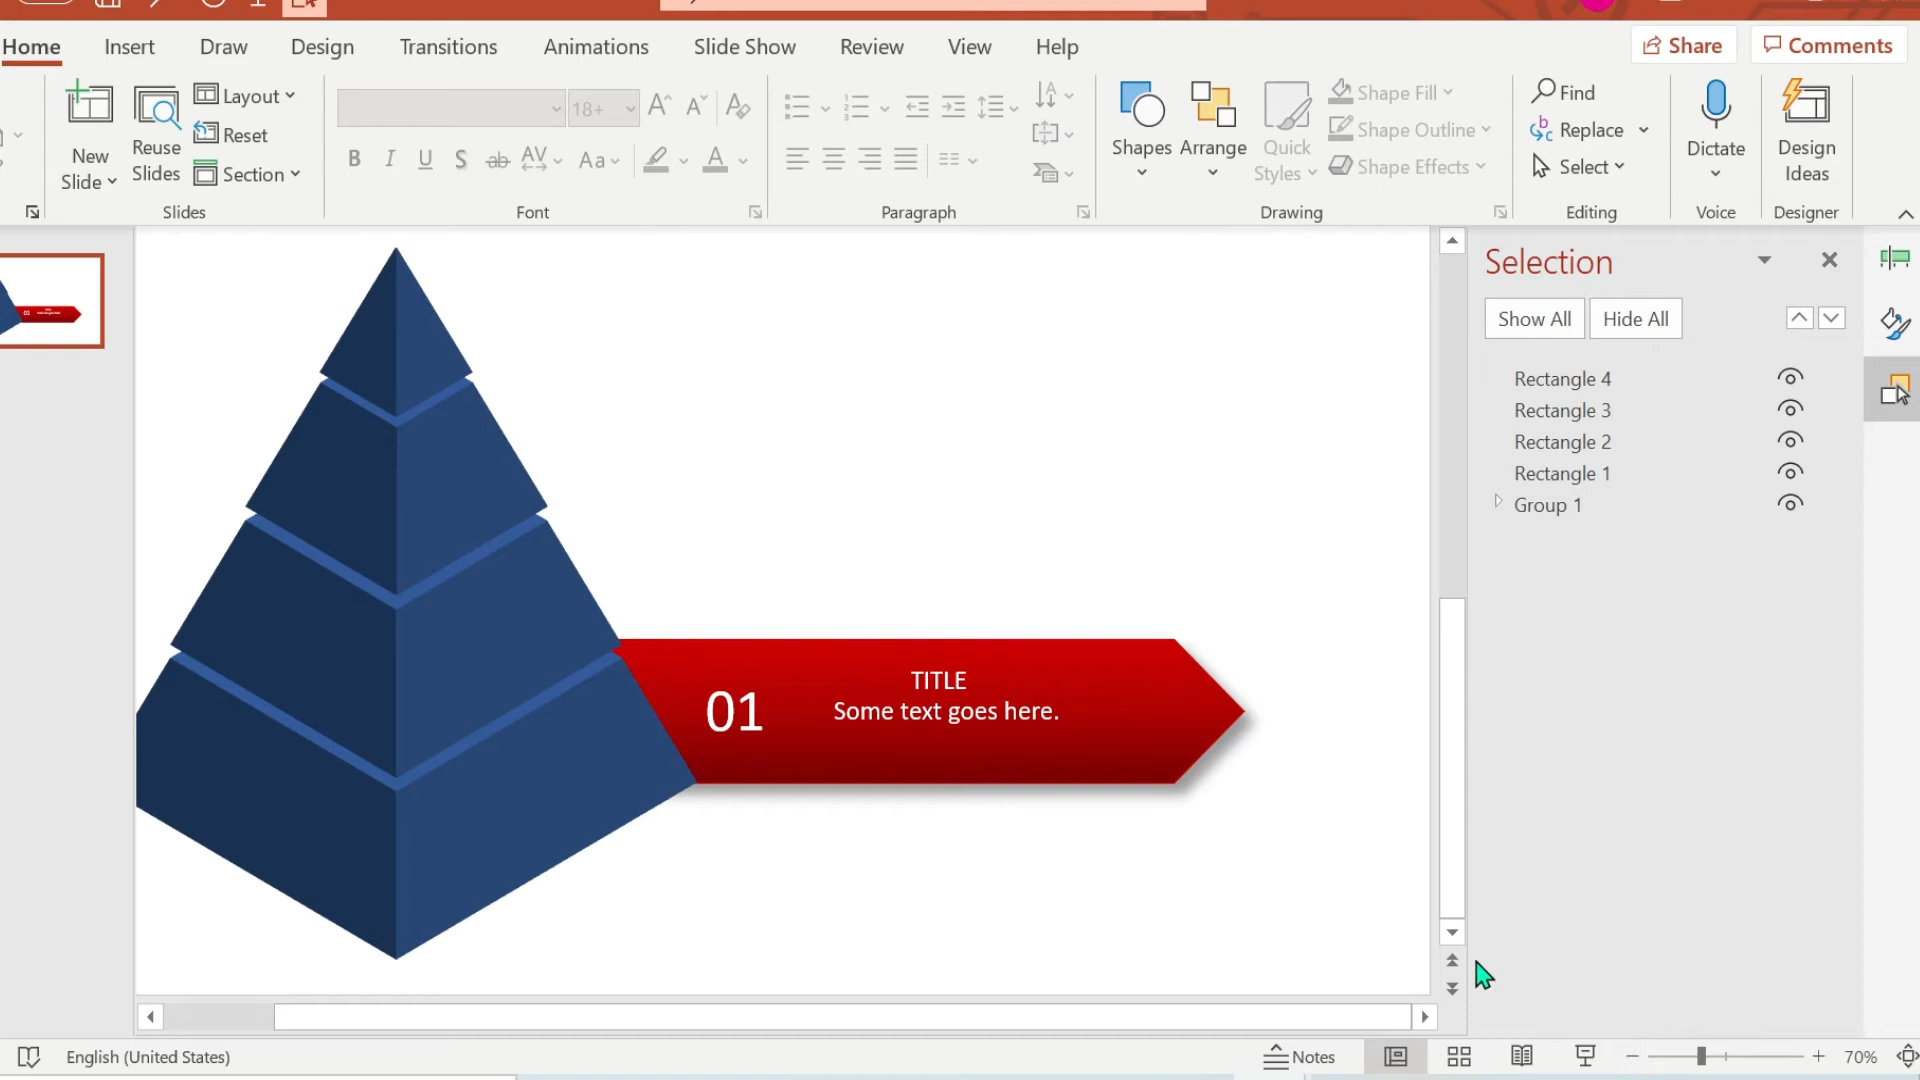 Home Insert Draw Design Transitions Animations Slide Show Review View Help Share Comments
New Slide
Reuse Slides
Layout
Reset
Section
Slides
18+
B I U S ab AV Aa A
Font
Paragraph
Shapes
Arrange
Quick Styles
Shape Fill
Shape Outline
Shape Effects
Drawing
Find
Replace
Select
Editing
Dictate
Voice
Design Ideas
Designer
Selection
Show All Hide All
Rectangle 4
Rectangle 3
Rectangle 2
Rectangle 1
Group 1
01
TITLE
Some text goes here.
English (United States) Notes 70%